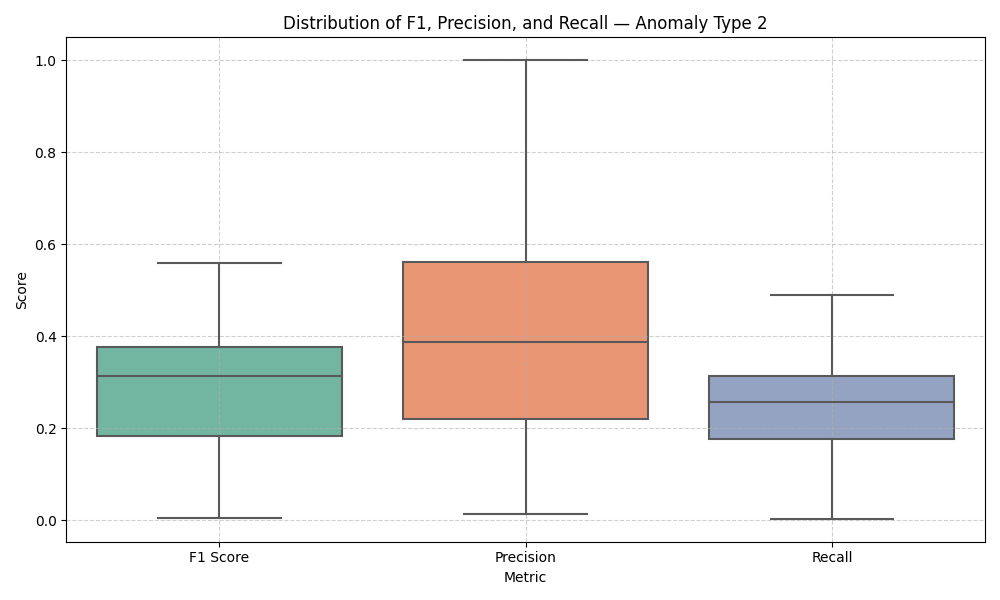 Distribution of F1, Precision, and Recall — Anomaly Type 2
Score
1.0
0.8
0.6
0.4
0.2
0.0
F1 Score
Precision
Recall
Metric